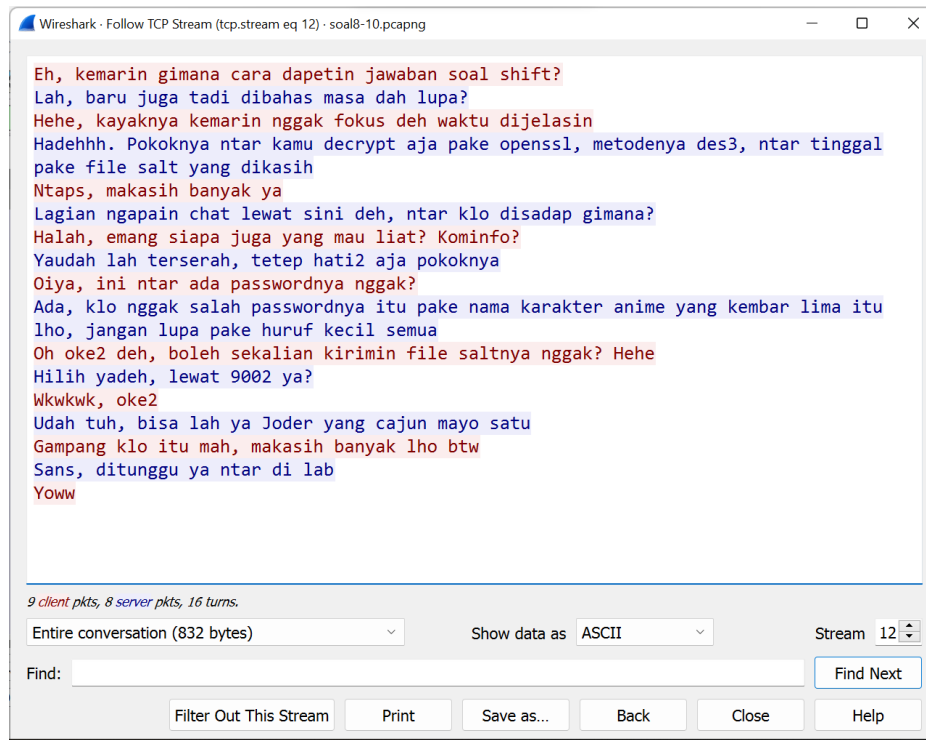 Wireshark · Follow TCP Stream (tcp.stream eq 12) · soal8-10.pcapng
Eh, kemarin gimana cara dapetin jawaban soal shift?
Lah, baru juga tadi dibahas masa dah lupa?
Hehe, kayaknya kemarin nggak fokus deh waktu dijelasin
Hadehhh. Pokoknya ntar kamu decrypt aja pake openssl, metodenya des3, ntar tinggal
pake file salt yang dikasih
Ntaps, makasih banyak ya
Lagian ngapain chat lewat sini deh, ntar klo disadap gimana?
Halah, emang siapa juga yang mau liat? Kominfo?
Yaudah lah terserah, tetep hati2 aja pokoknya
Oiya, ini ntar ada passwordnya nggak?
Ada, klo nggak salah passwordnya itu pake nama karakter anime yang kembar lima itu
lho, jangan lupa pake huruf kecil semua
Oh oke2 deh, boleh sekalian kirimin file saltnya nggak? Hehe
Hilih yadeh, lewat 9002 ya?
Wkwkwk, oke2
Udah tuh, bisa lah ya Joder yang cajun mayo satu
Gampang klo itu mah, makasih banyak lho btw
Sans, ditunggu ya ntar di lab
Yoww
9 client pkts, 8 server pkts, 16 turns.
Entire conversation (832 bytes) Show data as ASCII Stream 12
Find: Find Next
Filter Out This Stream Print Save as... Back Close Help